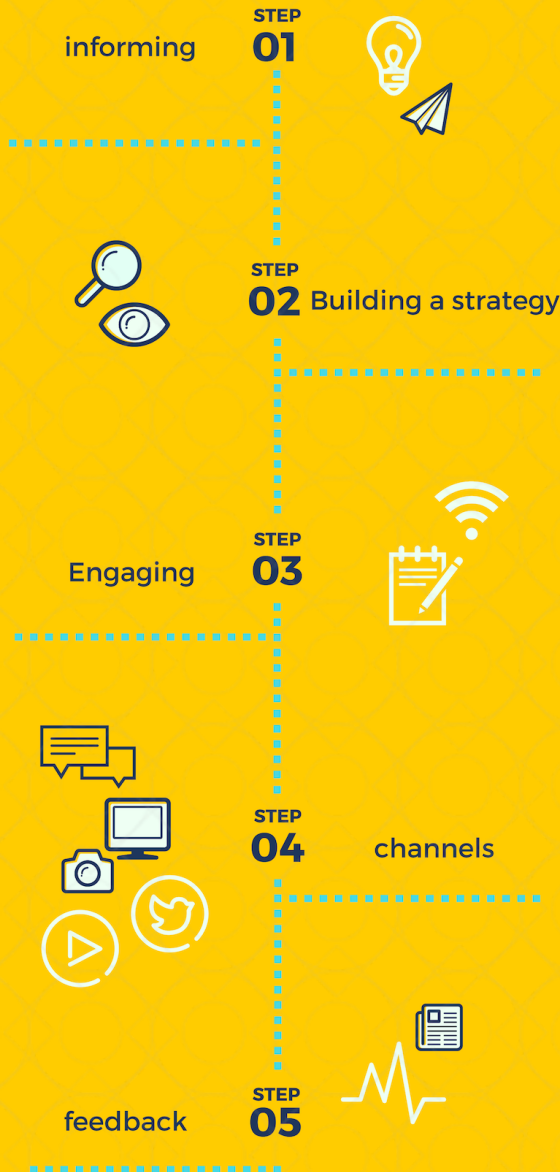 STEP
informing 01
STEP
02 Building a strategy
STEP
Engaging 03
STEP
04 channels
STEP
feedback 05